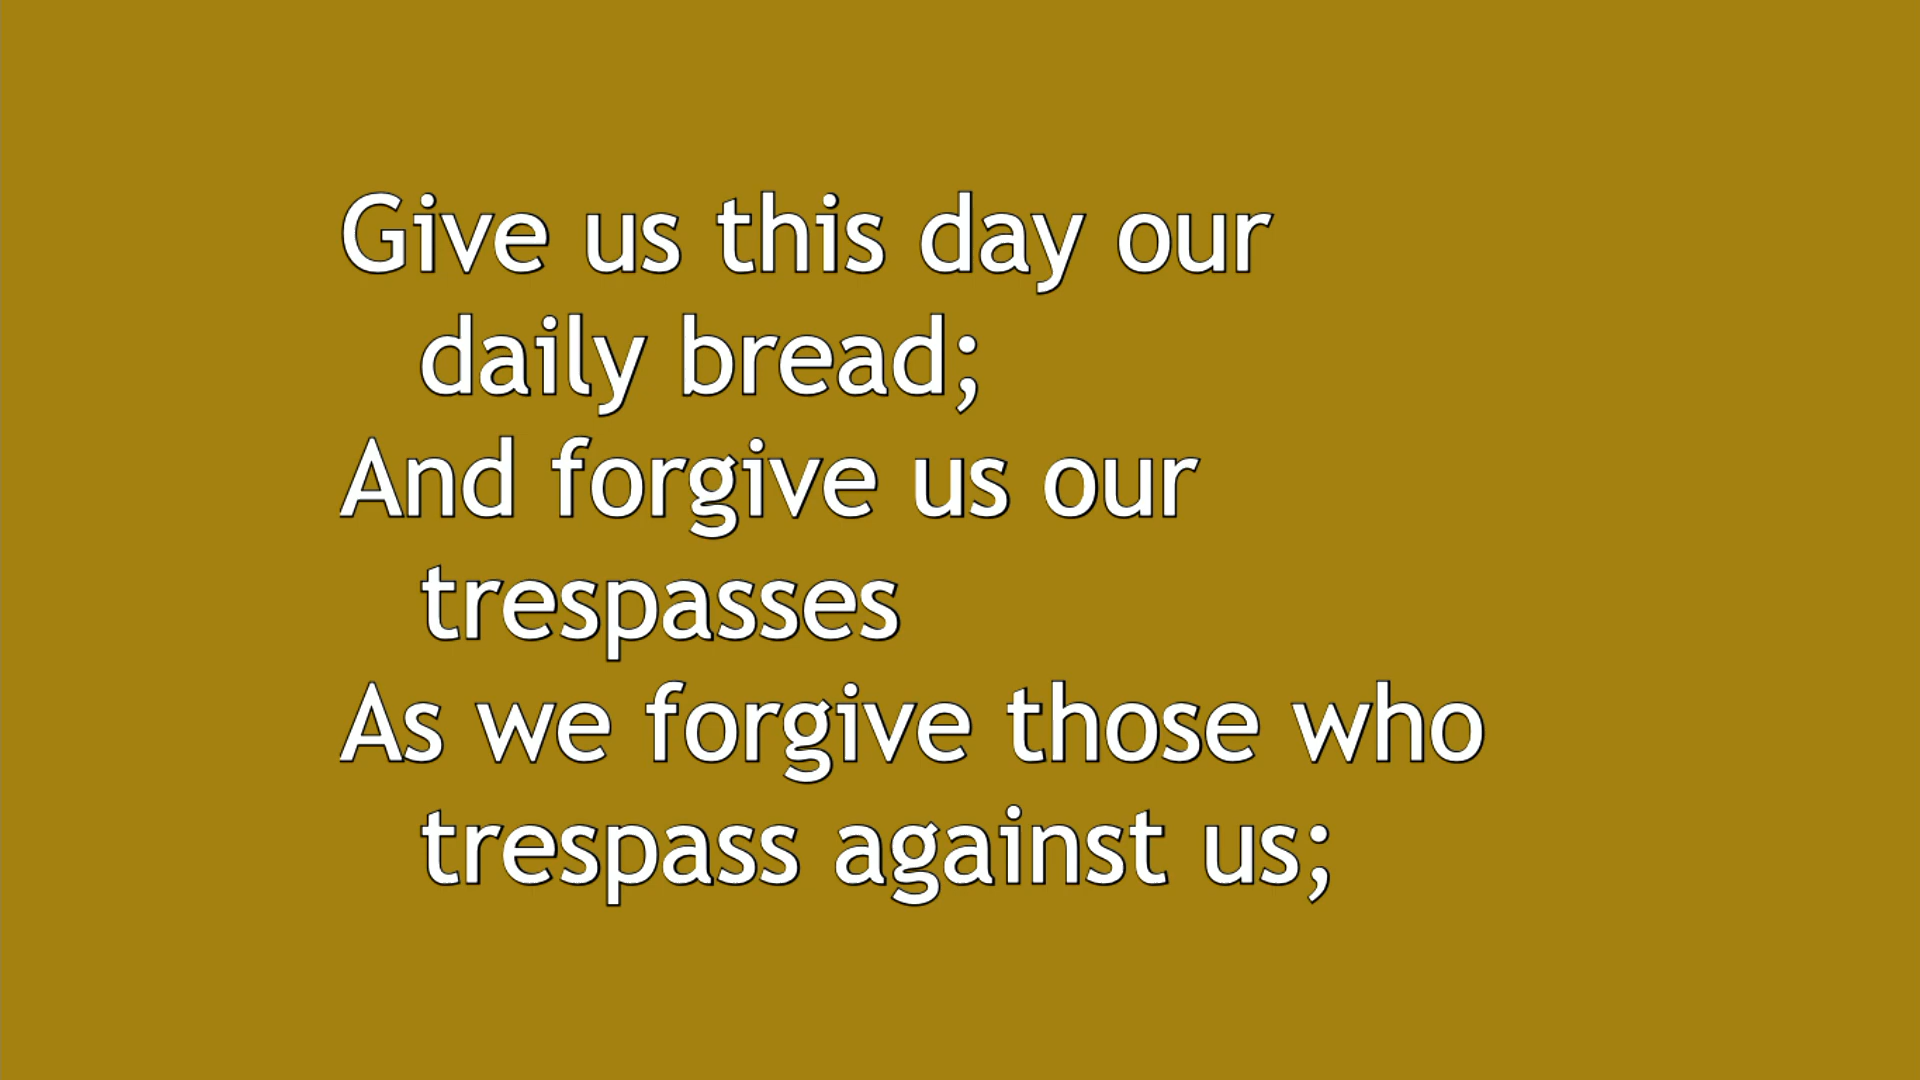 Give us this day our
daily bread;
And forgive us our
trespasses
As we forgive those who
trespass against us;